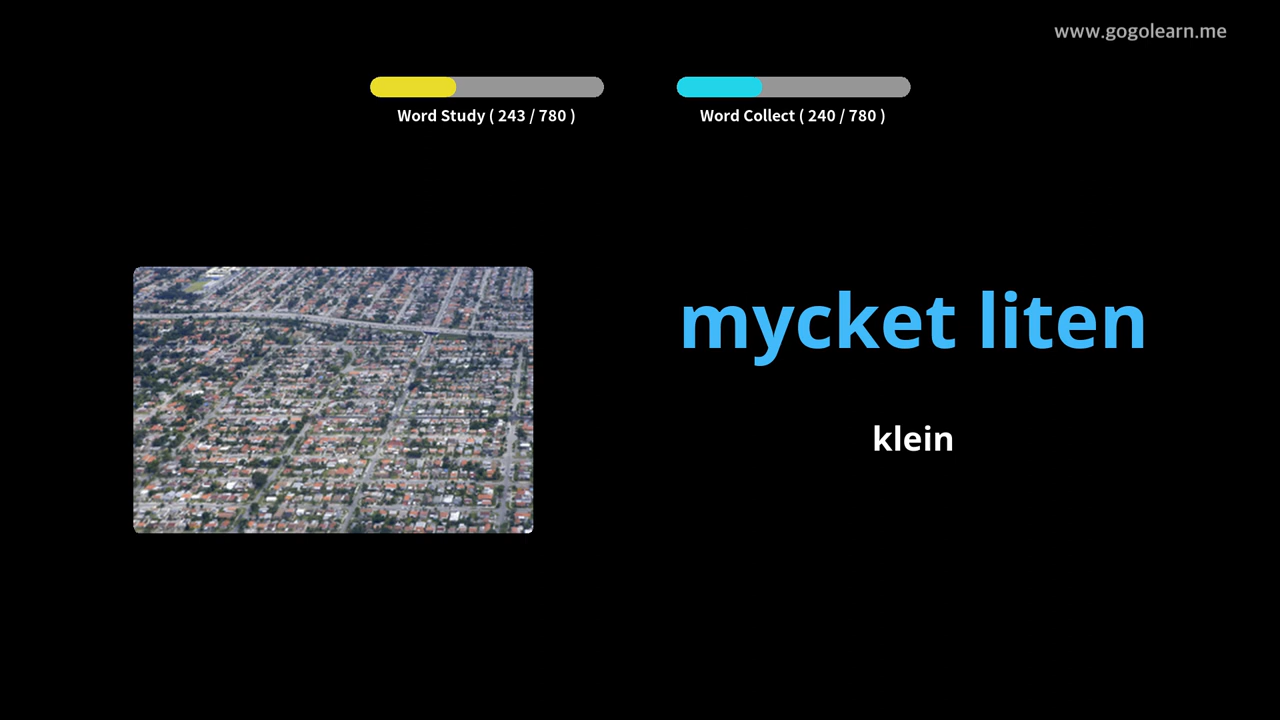 www.gogolearn.me
Word Study ( 243 / 780 )
Word Collect ( 240 / 780 )
mycket liten
klein